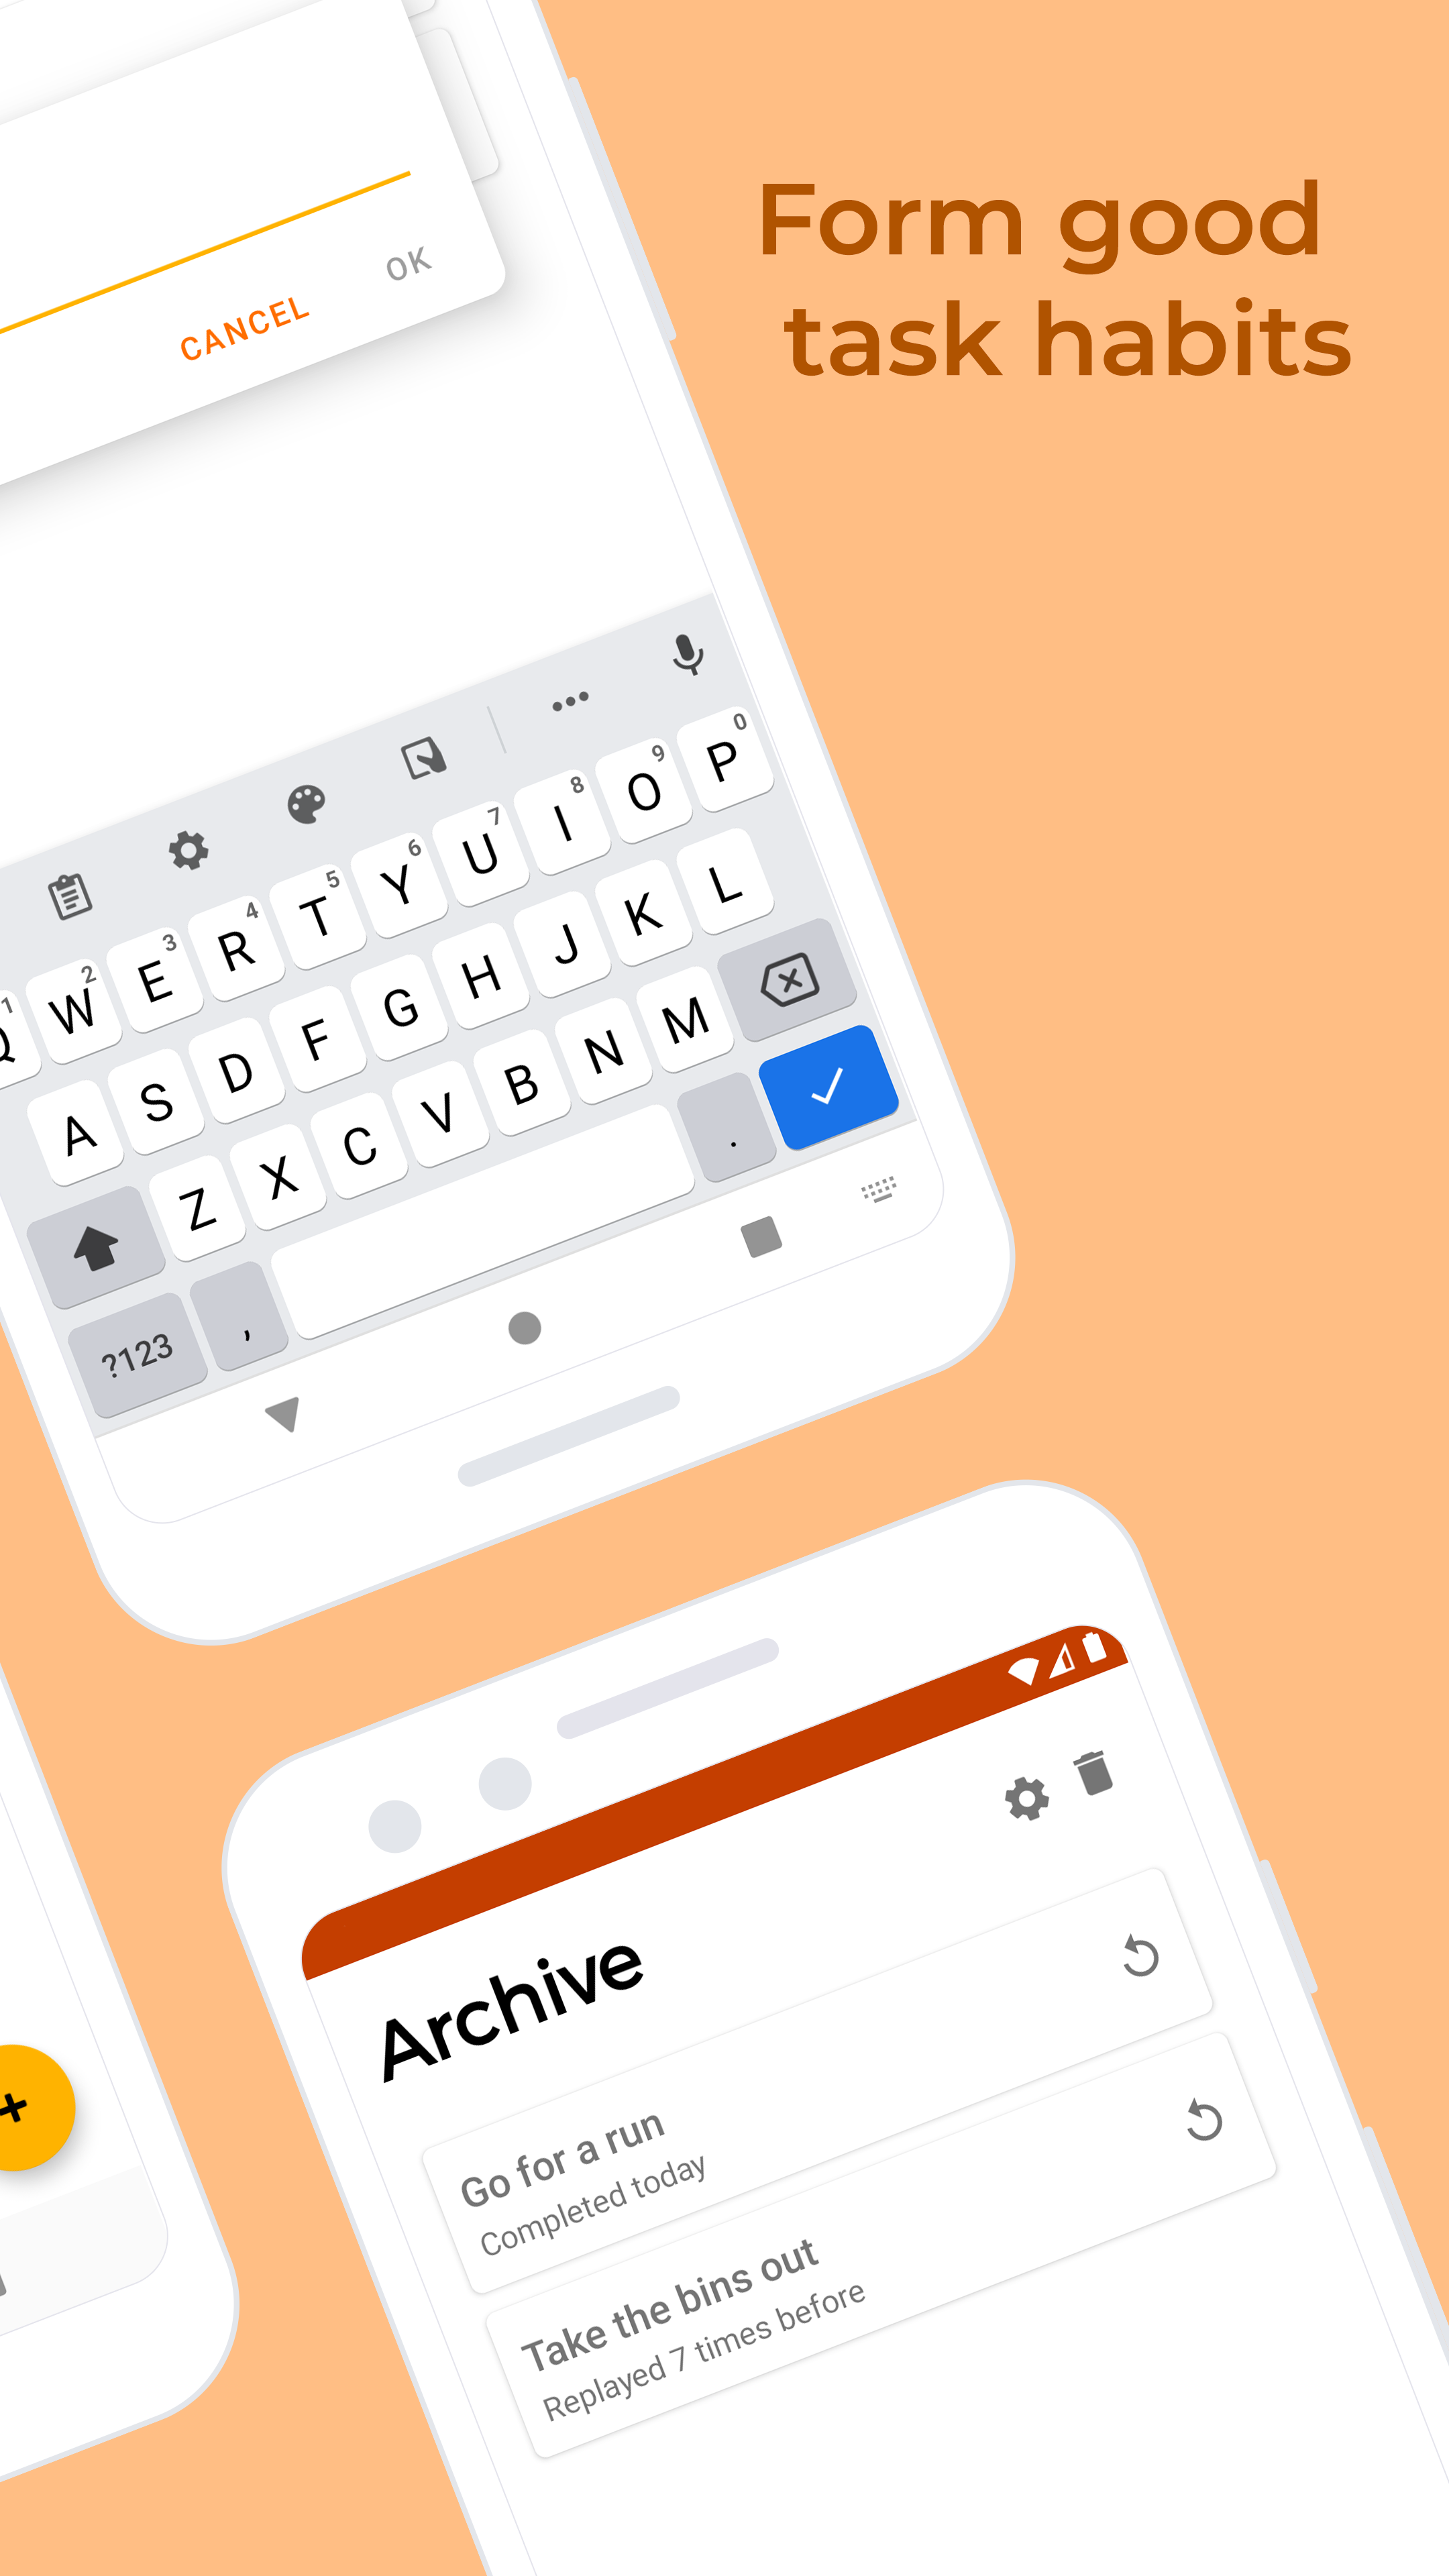 Form good
task habits
CANCEL OK
1 2 3 4 5 6 7 8 9 0
Q W E R T Y U I O P
A S D F G H J K L
Z X C V B N M
?123 , .
Archive
Go for a run
Completed today
Take the bins out
Replayed 7 times before
+